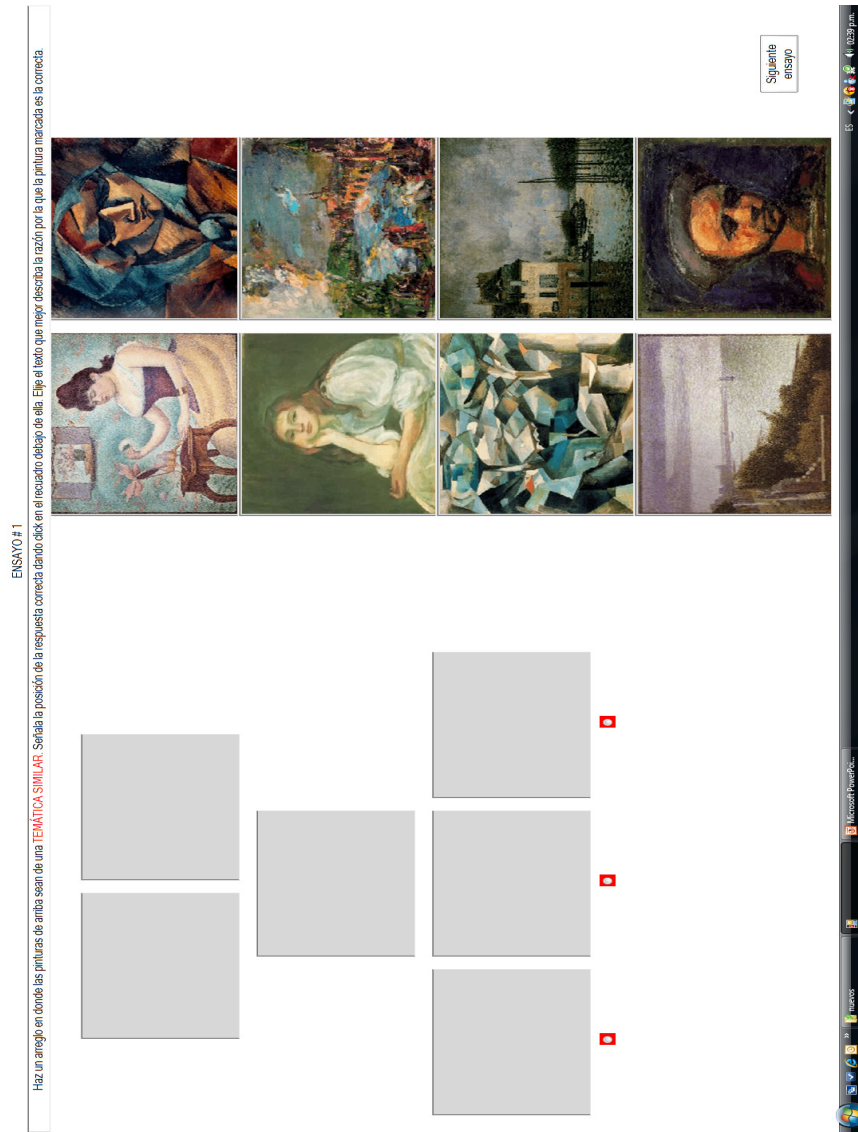 ENSAYO # 1
Haz un arreglo en donde las pinturas de arriba sean de una TEMÁTICA SIMILAR. Señala la posición de la respuesta correcta dando click en el recuadro debajo de ella. Elije el texto que mejor describa la razón por la que la pintura marcada es la correcta.
Siguiente
ensayo
nuevos
Microsoft PowerPoi...
ES
02:39 p.m.